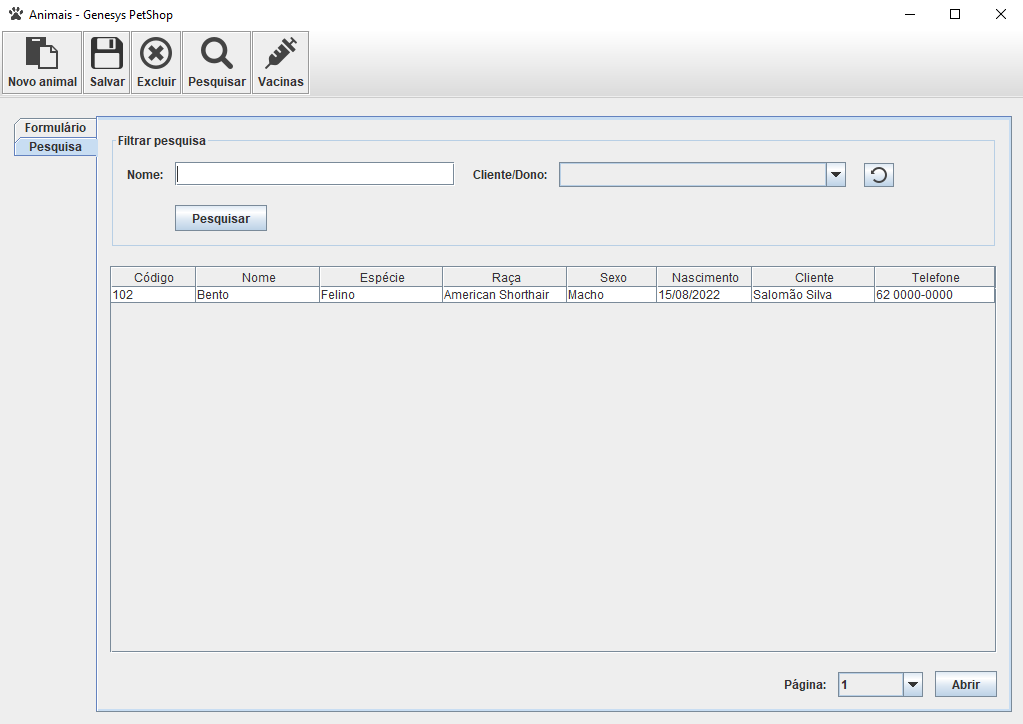 Animais - Genesys PetShop
Novo animal Salvar Excluir Pesquisar Vacinas
Formulário
Pesquisa
Filtrar pesquisa
Nome: Cliente/Dono:
Pesquisar
Código Nome Espécie Raça Sexo Nascimento Cliente Telefone
102 Bento Felino American Shorthair Macho 15/08/2022 Salomão Silva 62 0000-0000
Página: 1 Abrir